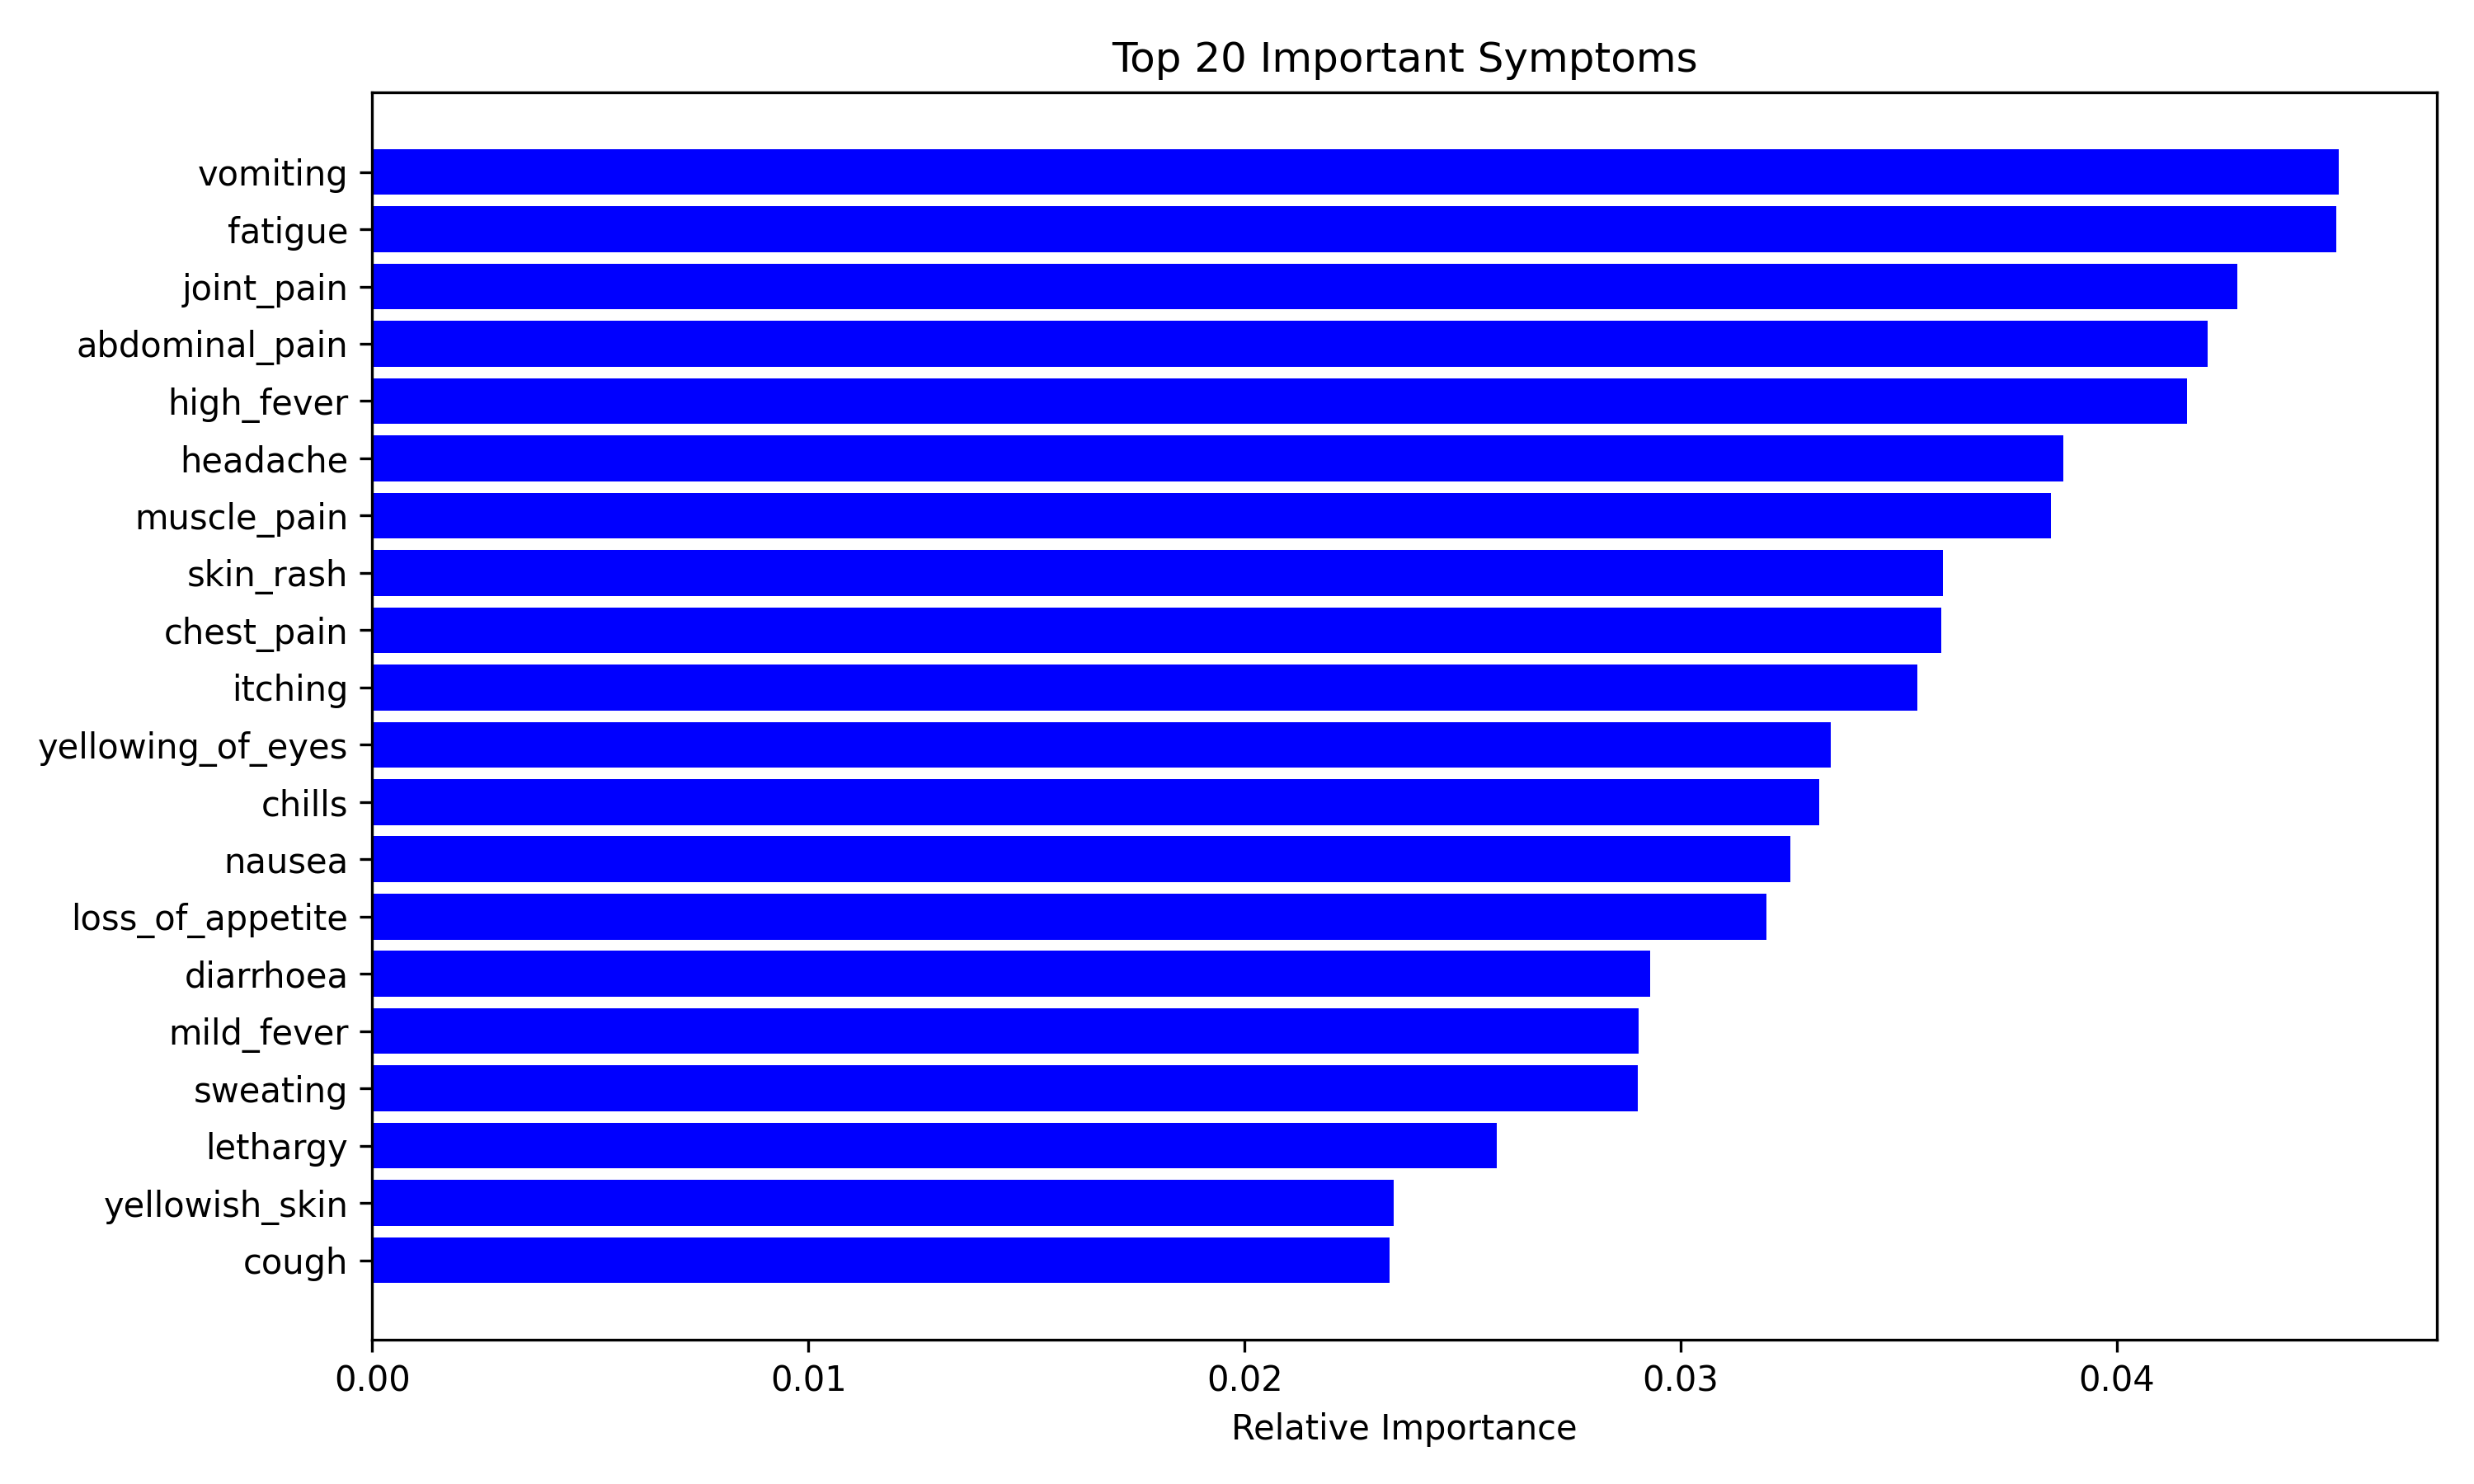 Top 20 Important Symptoms
vomiting
fatigue
joint_pain
abdominal_pain
high_fever
headache
muscle_pain
skin_rash
chest_pain
itching
yellowing_of_eyes
chills
nausea
loss_of_appetite
diarrhoea
mild_fever
sweating
lethargy
yellowish_skin
cough
0.00 0.01 0.02 0.03 0.04
Relative Importance